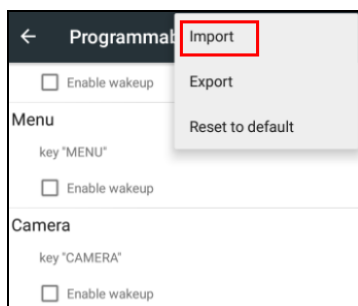 Programmab
Import
Enable wakeup
Export
Menu
Reset to default
key "MENU"
Enable wakeup
Camera
key "CAMERA"
Enable wakeup